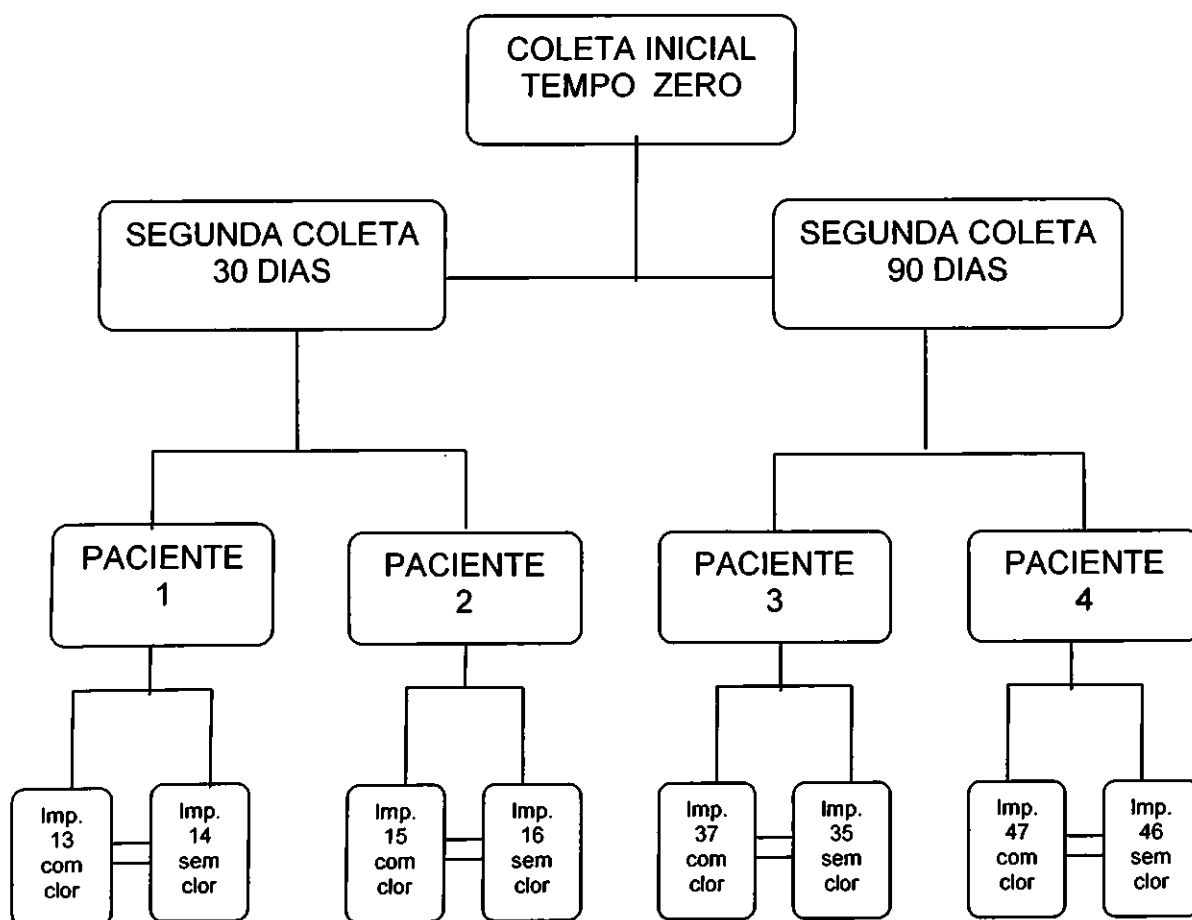 COLETA INICIAL
TEMPO ZERO
SEGUNDA COLETA
30 DIAS
SEGUNDA COLETA
90 DIAS
PACIENTE
1
PACIENTE
2
PACIENTE
3
PACIENTE
4
Imp.
13
com
clor
Imp.
14
sem
clor
Imp.
15
com
clor
Imp.
16
sem
clor
Imp.
37
com
clor
Imp.
35
sem
clor
Imp.
47
com
clor
Imp.
46
sem
clor